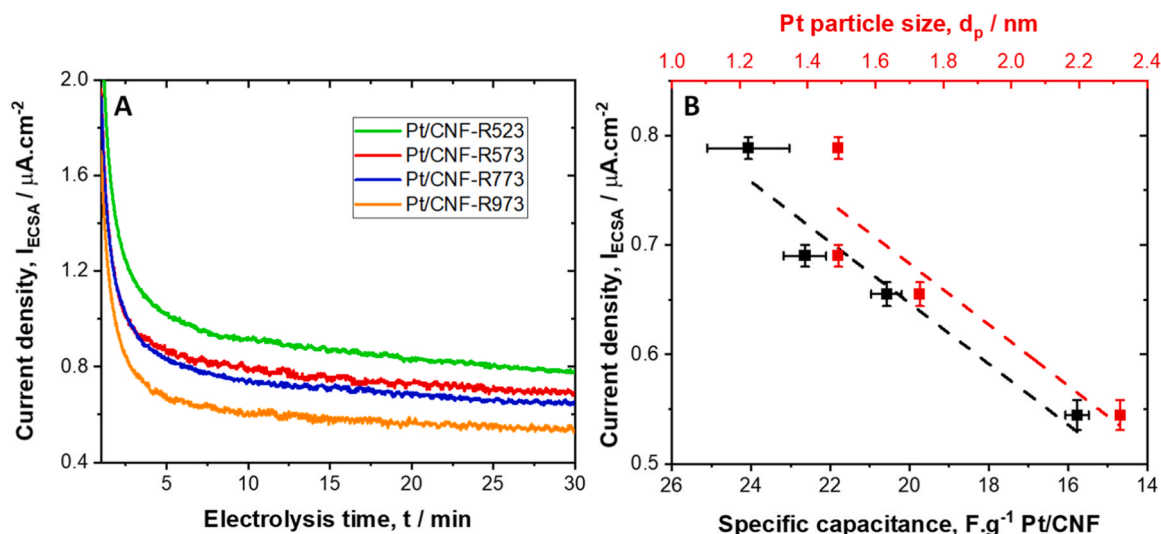 A
Pt/CNF-R523
Pt/CNF-R573
Pt/CNF-R773
Pt/CNF-R973
2.0
1.6
1.2
0.8
0.4
Current density, I_ECSA / μA.cm⁻²
5 10 15 20 25 30
Electrolysis time, t / min
Pt particle size, d_p / nm
1.0 1.2 1.4 1.6 1.8 2.0 2.2 2.4
B
0.8
0.7
0.6
0.5
Current density, I_ECSA / μA.cm⁻²
26 24 22 20 18 16 14
Specific capacitance, F.g⁻¹ Pt/CNF